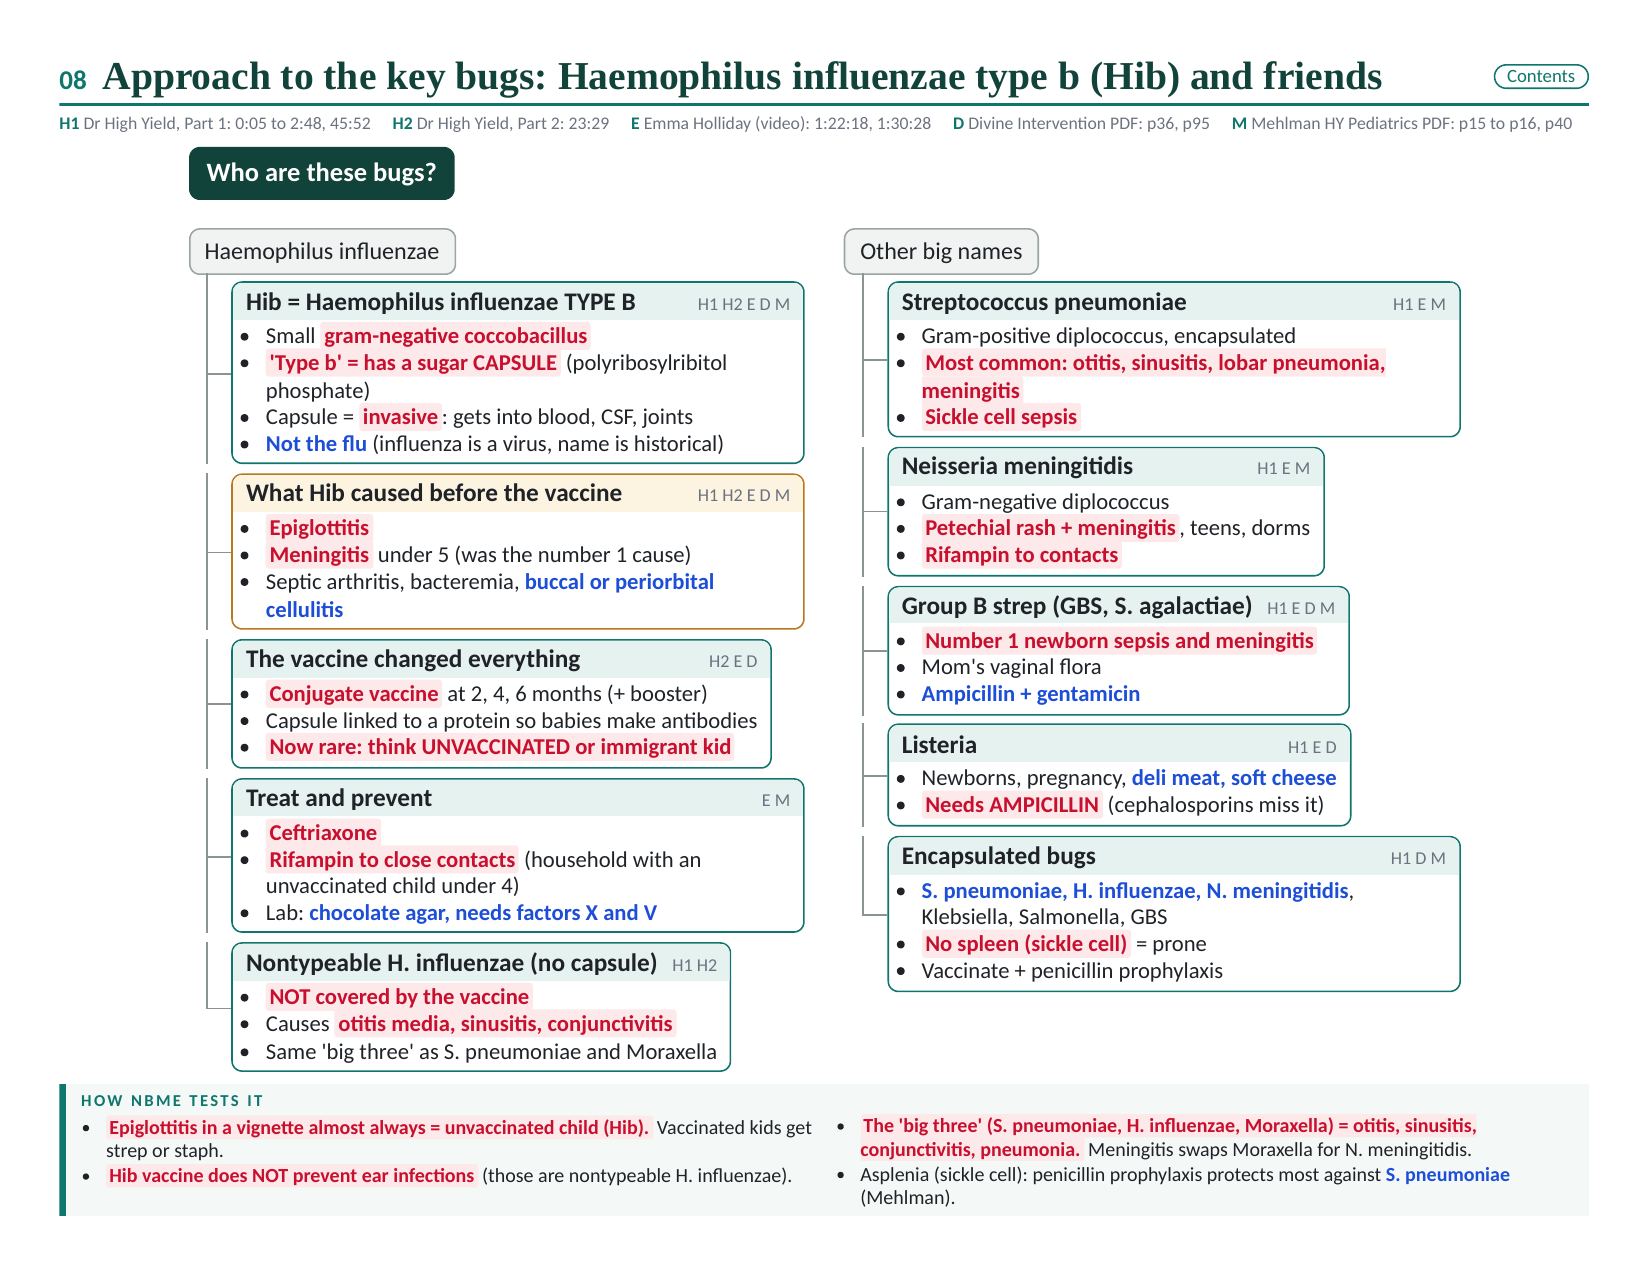 08 Approach to the key bugs: Haemophilus influenzae type b (Hib) and friends
Contents
H1 Dr High Yield, Part 1: 0:05 to 2:48, 45:52 H2 Dr High Yield, Part 2: 23:29 E Emma Holliday (video): 1:22:18, 1:30:28 D Divine Intervention PDF: p36, p95 M Mehlman HY Pediatrics PDF: p15 to p16, p40
Who are these bugs?
Haemophilus influenzae
Hib = Haemophilus influenzae TYPE B H1 H2 E D M
• Small gram-negative coccobacillus
• 'Type b' = has a sugar CAPSULE (polyribosylribitol
phosphate)
• Capsule = invasive: gets into blood, CSF, joints
• Not the flu (influenza is a virus, name is historical)
What Hib caused before the vaccine H1 H2 E D M
• Epiglottitis
• Meningitis under 5 (was the number 1 cause)
• Septic arthritis, bacteremia, buccal or periorbital
cellulitis
The vaccine changed everything H2 E D
• Conjugate vaccine at 2, 4, 6 months (+ booster)
• Capsule linked to a protein so babies make antibodies
• Now rare: think UNVACCINATED or immigrant kid
Treat and prevent E M
• Ceftriaxone
• Rifampin to close contacts (household with an
unvaccinated child under 4)
• Lab: chocolate agar, needs factors X and V
Nontypeable H. influenzae (no capsule) H1 H2
• NOT covered by the vaccine
• Causes otitis media, sinusitis, conjunctivitis
• Same 'big three' as S. pneumoniae and Moraxella
Other big names
Streptococcus pneumoniae H1 E M
• Gram-positive diplococcus, encapsulated
• Most common: otitis, sinusitis, lobar pneumonia,
meningitis
• Sickle cell sepsis
Neisseria meningitidis H1 E M
• Gram-negative diplococcus
• Petechial rash + meningitis, teens, dorms
• Rifampin to contacts
Group B strep (GBS, S. agalactiae) H1 E D M
• Number 1 newborn sepsis and meningitis
• Mom's vaginal flora
• Ampicillin + gentamicin
Listeria H1 E D
• Newborns, pregnancy, deli meat, soft cheese
• Needs AMPICILLIN (cephalosporins miss it)
Encapsulated bugs H1 D M
• S. pneumoniae, H. influenzae, N. meningitidis,
Klebsiella, Salmonella, GBS
• No spleen (sickle cell) = prone
• Vaccinate + penicillin prophylaxis
HOW NBME TESTS IT
• Epiglottitis in a vignette almost always = unvaccinated child (Hib). Vaccinated kids get
strep or staph.
• Hib vaccine does NOT prevent ear infections (those are nontypeable H. influenzae).
• The 'big three' (S. pneumoniae, H. influenzae, Moraxella) = otitis, sinusitis,
conjunctivitis, pneumonia. Meningitis swaps Moraxella for N. meningitidis.
• Asplenia (sickle cell): penicillin prophylaxis protects most against S. pneumoniae
(Mehlman).